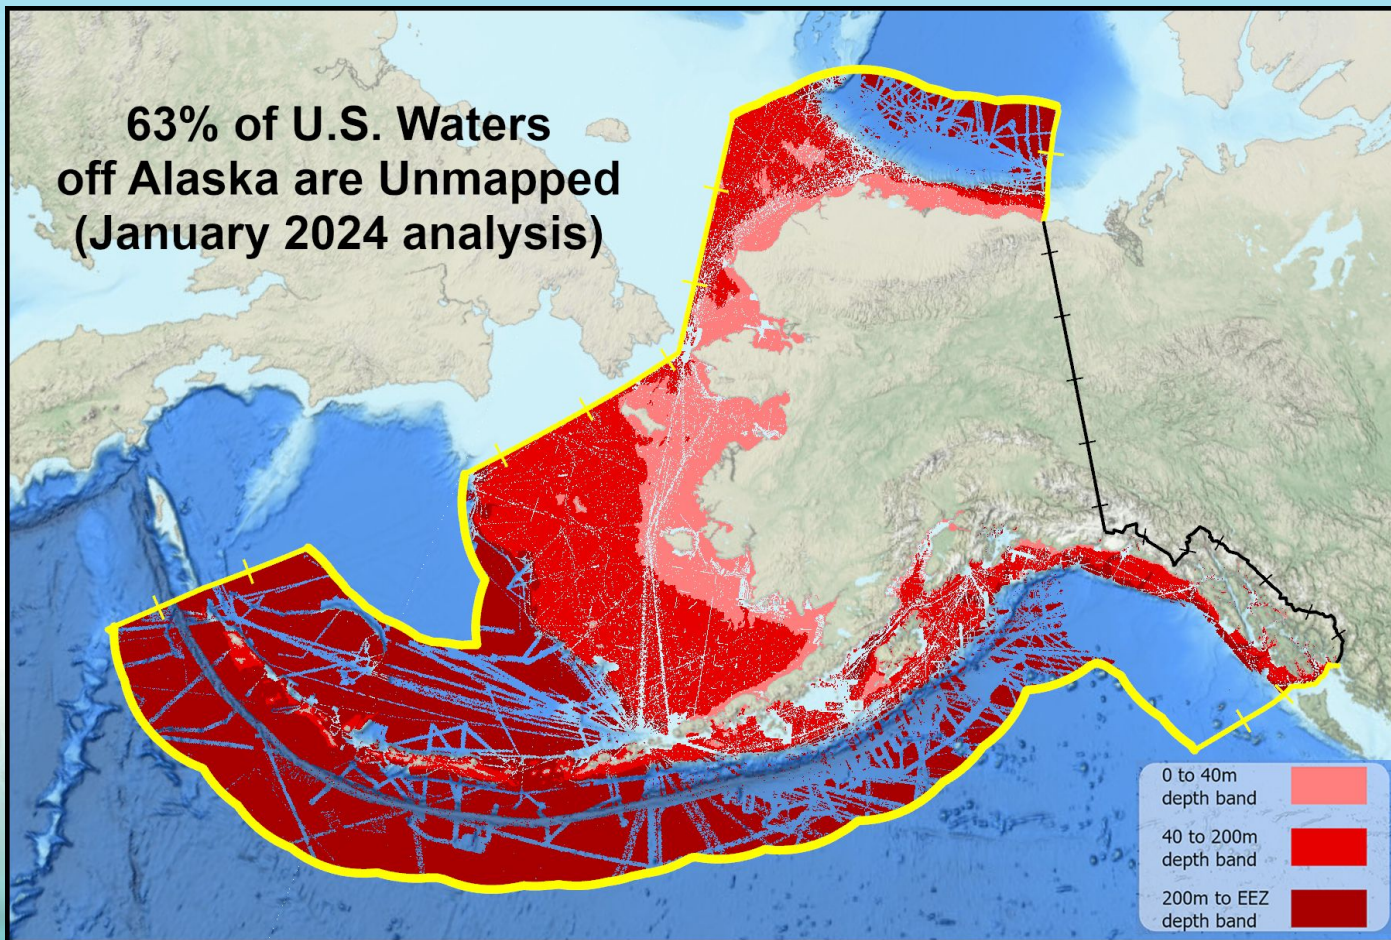 63% of U.S. Waters
off Alaska are Unmapped
(January 2024 analysis)
0 to 40m
depth band
40 to 200m
depth band
200m to EEZ
depth band